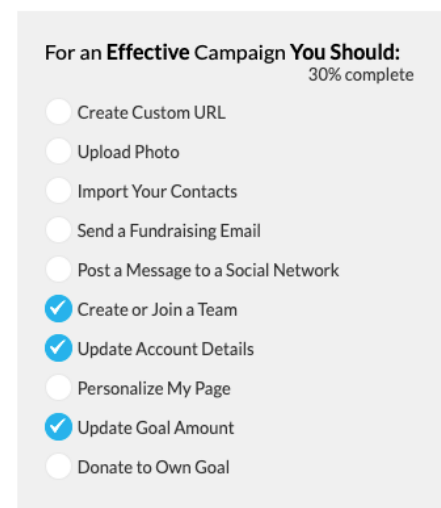 For an Effective Campaign You Should:
30% complete
Create Custom URL
Upload Photo
Import Your Contacts
Send a Fundraising Email
Post a Message to a Social Network
Create or Join a Team
Update Account Details
Personalize My Page
Update Goal Amount
Donate to Own Goal